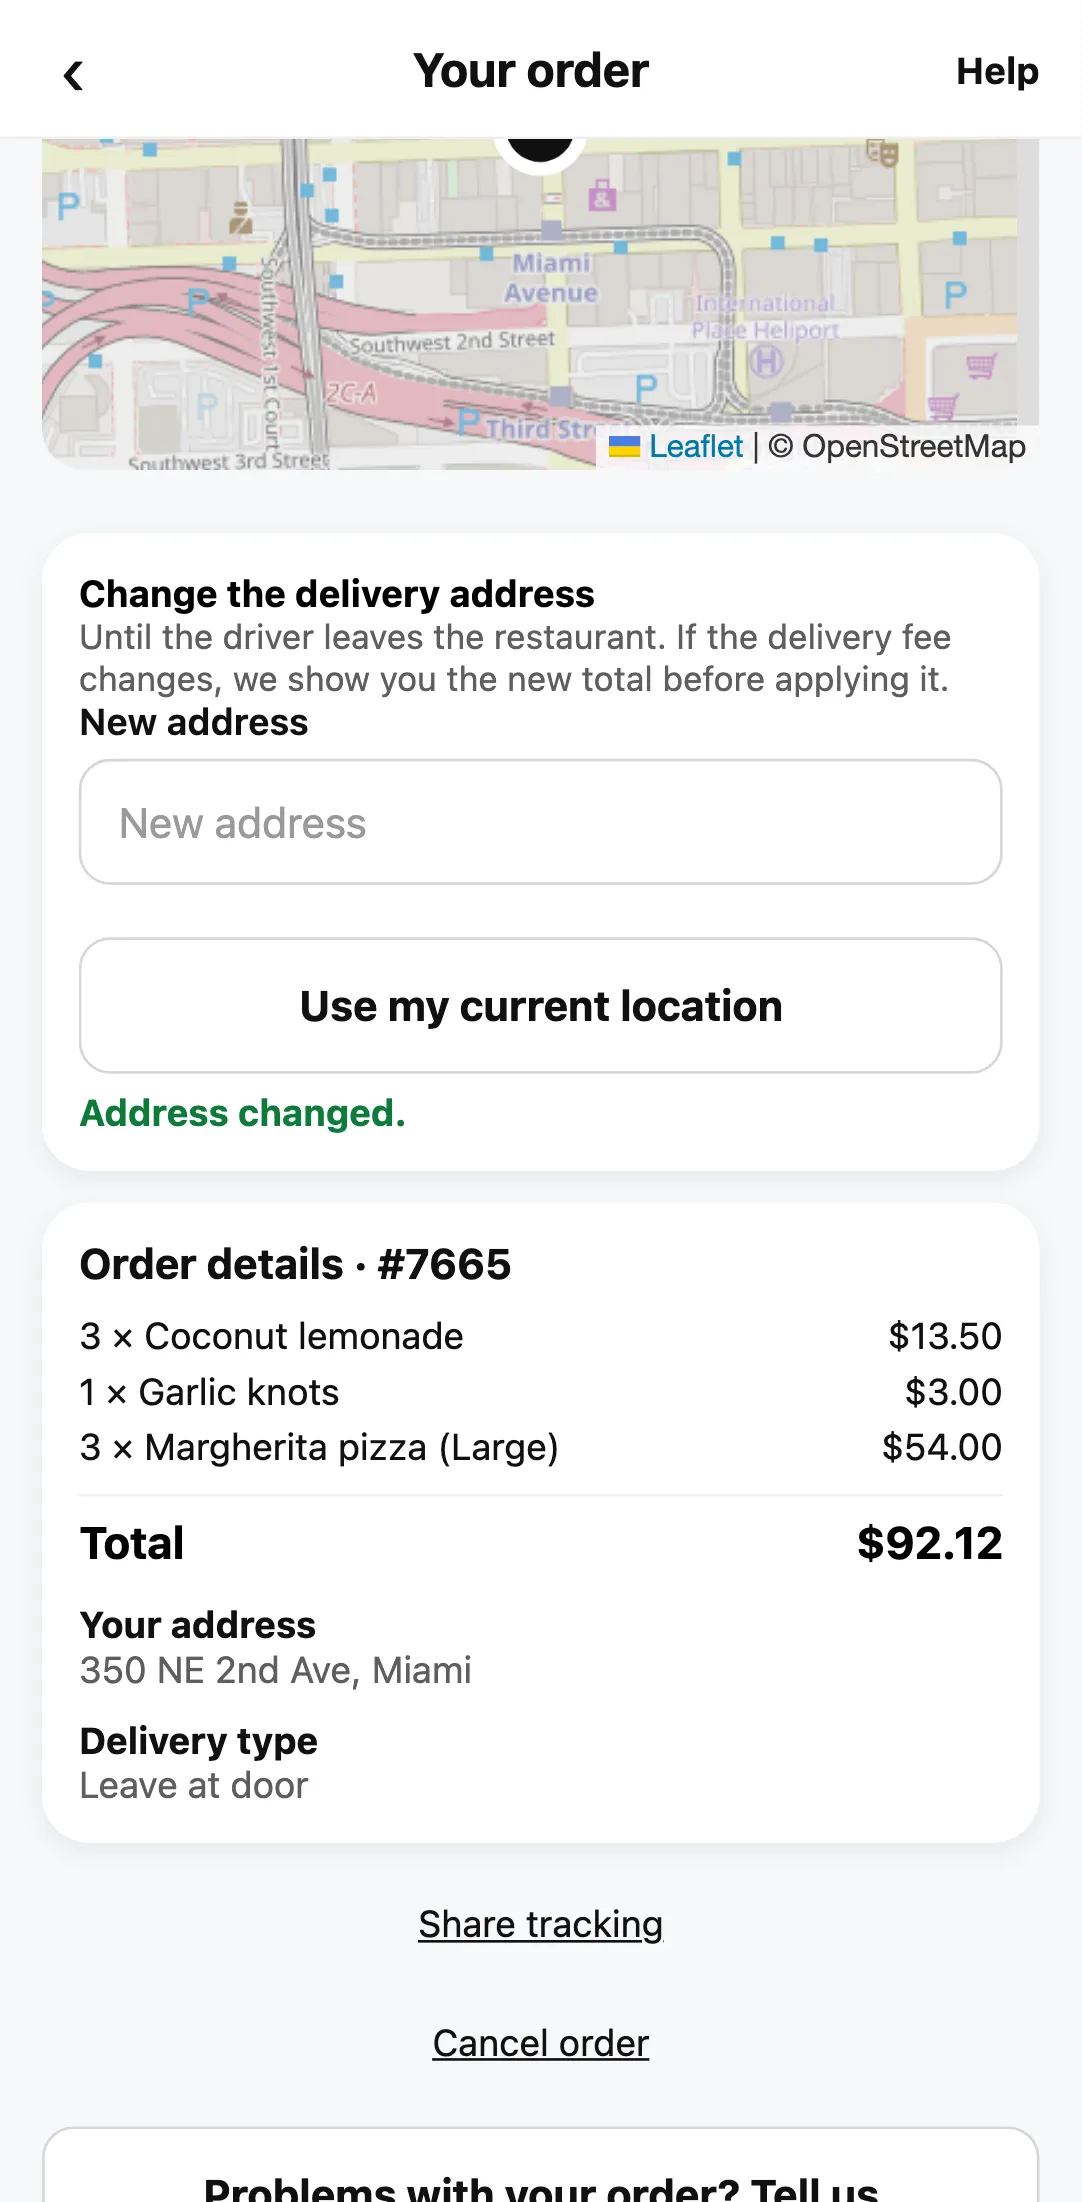 ‹
Your order
Help
P
&
Miami
Avenue
International
Place Heliport
P
P
P
H
Southwest 1st Court
Southwest 2nd Street
2C-A
P
P
P
Third Stre
Southwest 3rd Street
Leaflet | © OpenStreetMap
Change the delivery address
Until the driver leaves the restaurant. If the delivery fee
changes, we show you the new total before applying it.
New address
New address
Use my current location
Address changed.
Order details · #7665
3 × Coconut lemonade $13.50
1 × Garlic knots $3.00
3 × Margherita pizza (Large) $54.00
Total $92.12
Your address
350 NE 2nd Ave, Miami
Delivery type
Leave at door
Share tracking
Cancel order
Problems with your order? Tell us